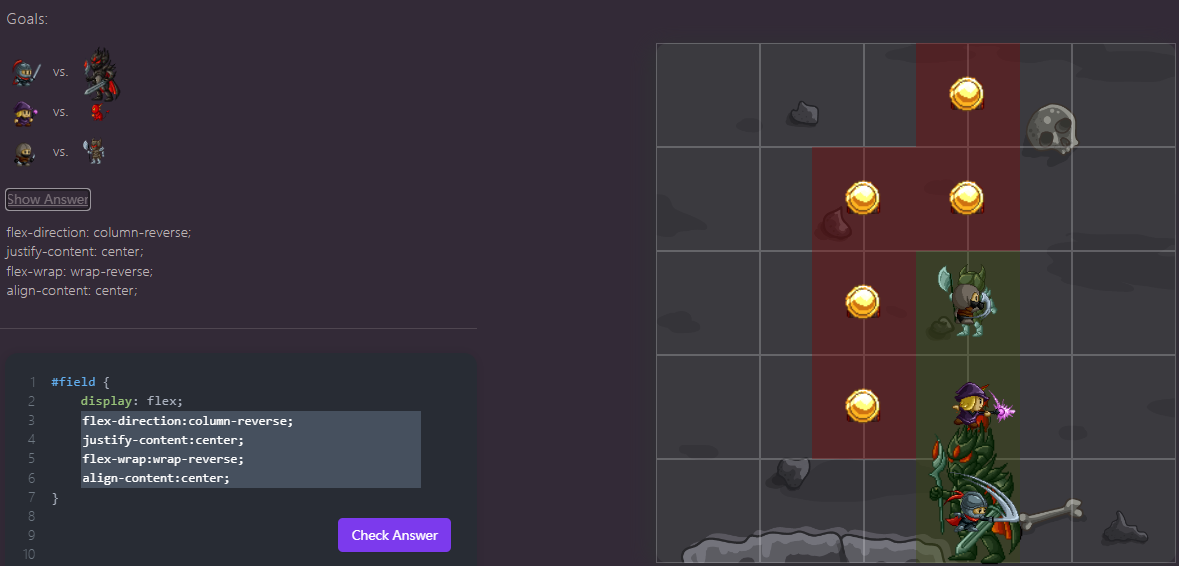 Goals:
vs.
vs.
vs.
Show Answer
flex-direction: column-reverse;
justify-content: center;
flex-wrap: wrap-reverse;
align-content: center;
1 #field {
2 display: flex;
3 flex-direction:column-reverse;
4 justify-content:center;
5 flex-wrap:wrap-reverse;
6 align-content:center;
7 }
8
9
10
Check Answer